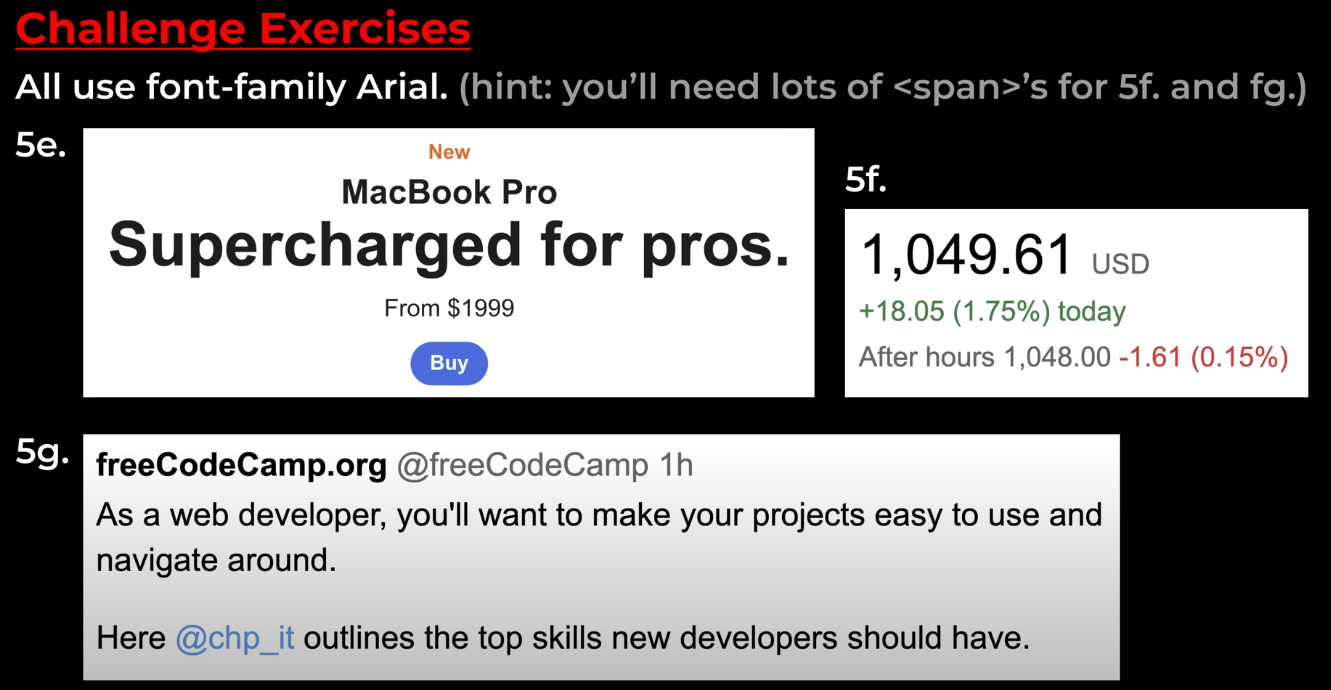 Challenge Exercises
All use font-family Arial. (hint: you’ll need lots of <span>’s for 5f. and fg.)
5e.
New
MacBook Pro
Supercharged for pros.
From $1999
Buy
5f.
1,049.61 USD
+18.05 (1.75%) today
After hours 1,048.00 -1.61 (0.15%)
5g.
freeCodeCamp.org @freeCodeCamp 1h
As a web developer, you'll want to make your projects easy to use and
navigate around.
Here @chp_it outlines the top skills new developers should have.